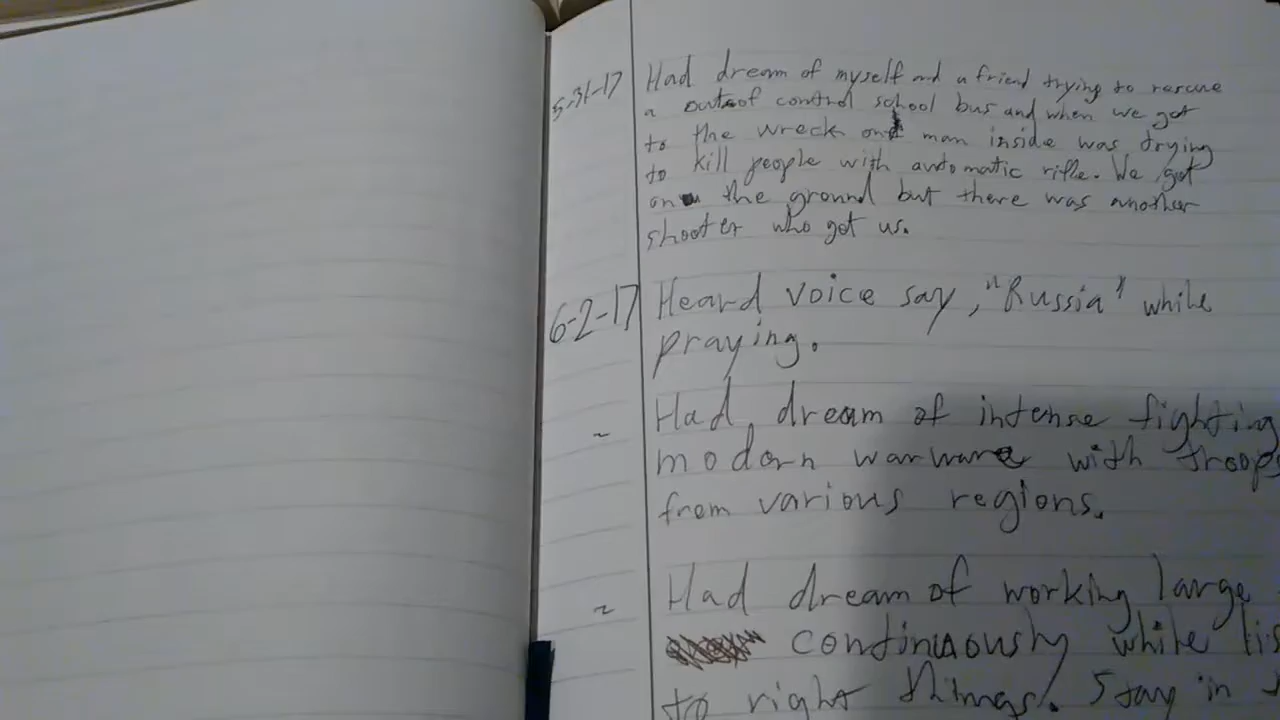 5-31-17 Had dream of myself and a friend trying to rescue
a out of control school bus and when we got
to the wreck one man inside was trying
to kill people with automatic rifle. We got
on the ground but there was another
shooter who got us.
6-2-17 Heard voice say, "Russia" while
praying.
~ Had dream of intense fighting
modorn warware with troops
from various regions.
~ Had dream of working large
continuously while lis
to right things. Stay in